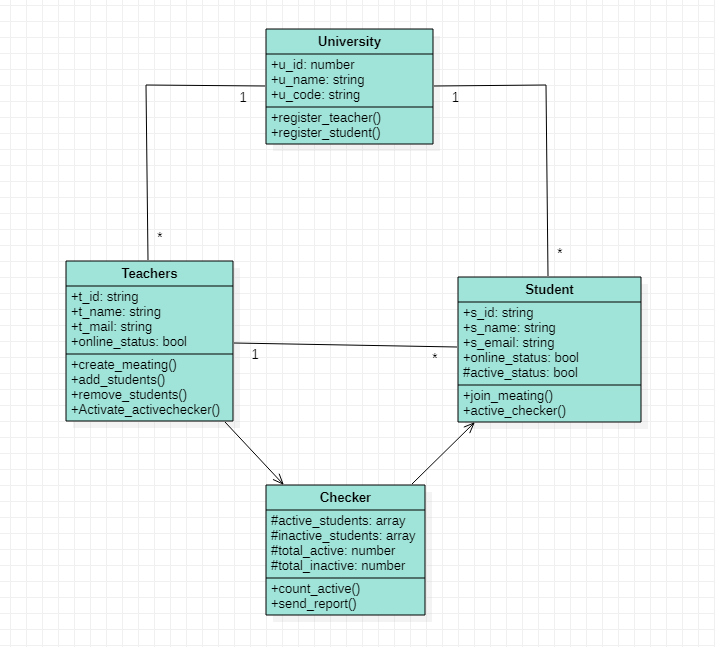 University
+u_id: number
+u_name: string
+u_code: string
+register_teacher()
+register_student()
1
1
*
*
Teachers
+t_id: string
+t_name: string
+t_mail: string
+online_status: bool
+create_meating()
+add_students()
+remove_students()
+Activate_activechecker()
1
*
Student
+s_id: string
+s_name: string
+s_email: string
+online_status: bool
#active_status: bool
+join_meating()
+active_checker()
Checker
#active_students: array
#inactive_students: array
#total_active: number
#total_inactive: number
+count_active()
+send_report()